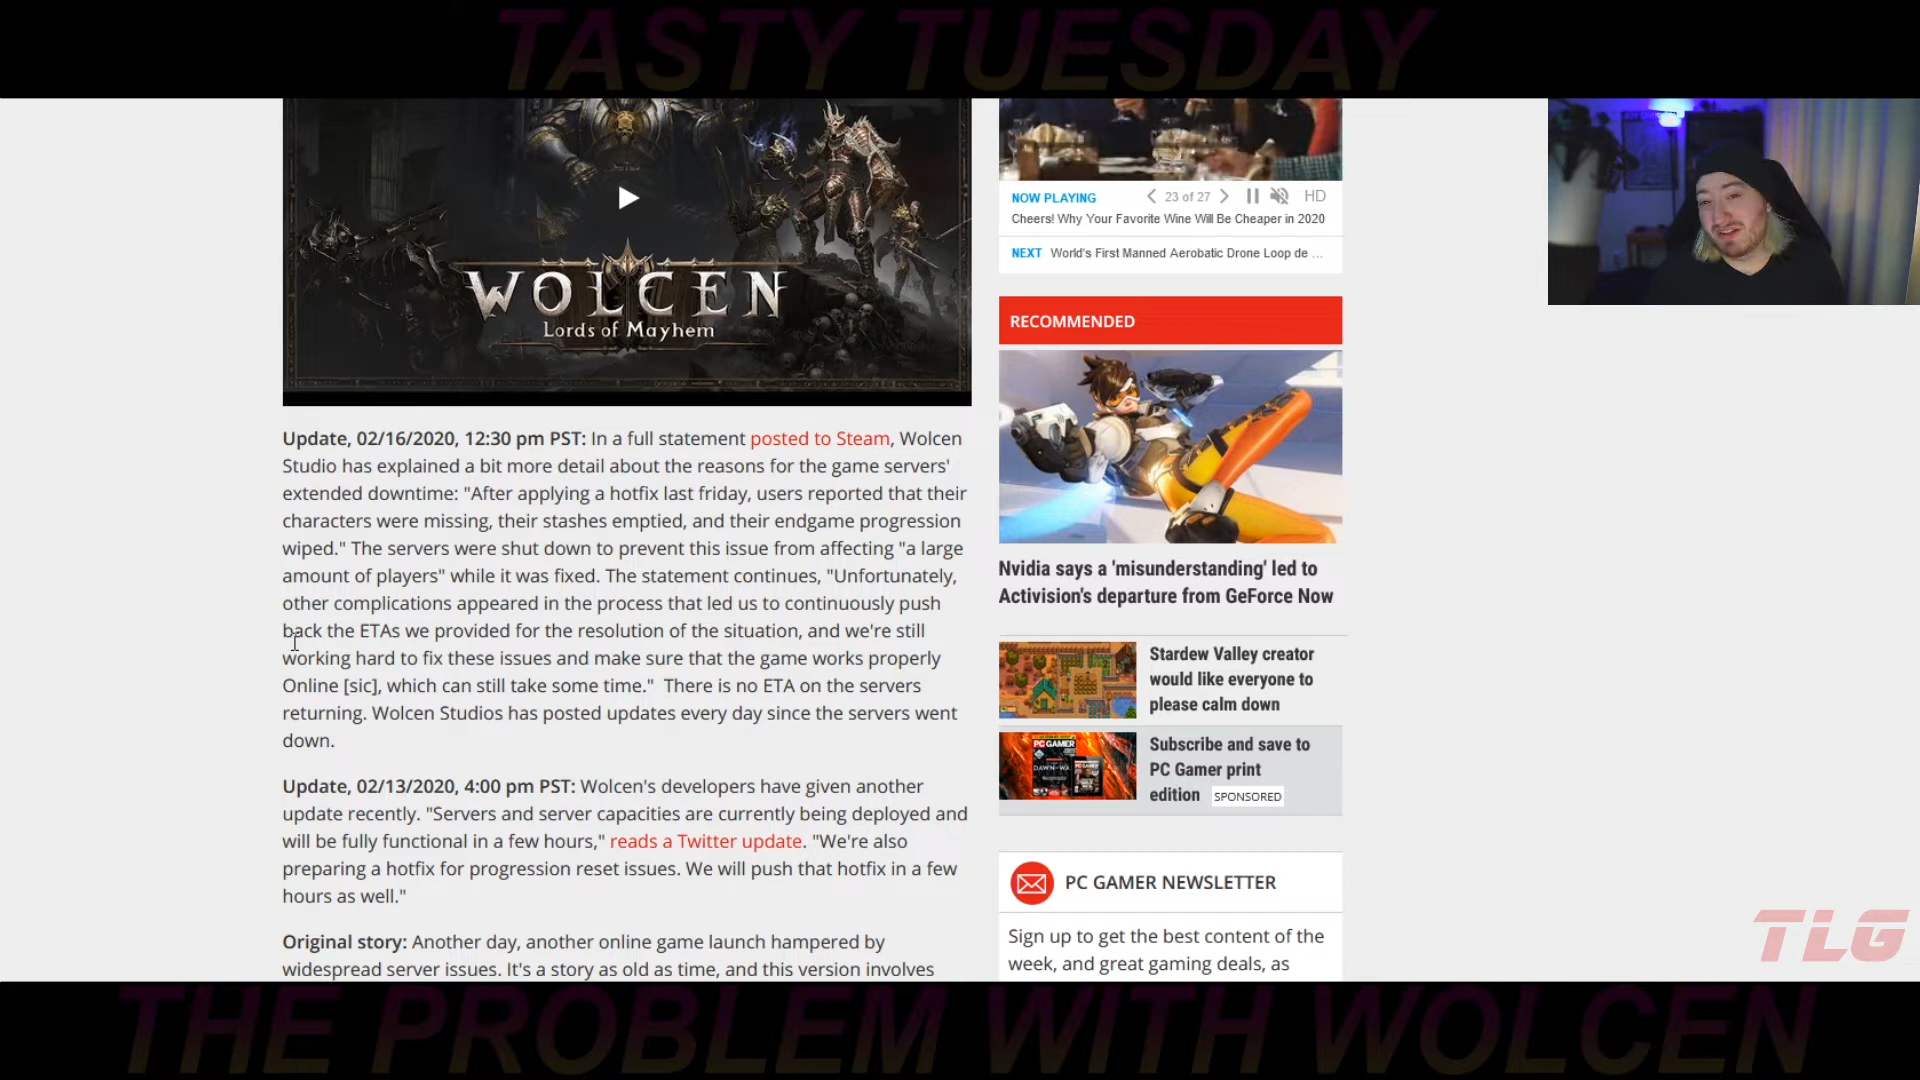 TASTY TUESDAY
WOLCEN
Lords of Mayhem
Update, 02/16/2020, 12:30 pm PST: In a full statement posted to Steam, Wolcen
Studio has explained a bit more detail about the reasons for the game servers'
extended downtime: "After applying a hotfix last friday, users reported that their
characters were missing, their stashes emptied, and their endgame progression
wiped." The servers were shut down to prevent this issue from affecting "a large
amount of players" while it was fixed. The statement continues, "Unfortunately,
other complications appeared in the process that led us to continuously push
back the ETAs we provided for the resolution of the situation, and we're still
working hard to fix these issues and make sure that the game works properly
Online [sic], which can still take some time."  There is no ETA on the servers
returning. Wolcen Studios has posted updates every day since the servers went
down.
Update, 02/13/2020, 4:00 pm PST: Wolcen's developers have given another
update recently. "Servers and server capacities are currently being deployed and
will be fully functional in a few hours," reads a Twitter update. "We're also
preparing a hotfix for progression reset issues. We will push that hotfix in a few
hours as well."
Original story: Another day, another online game launch hampered by
widespread server issues. It's a story as old as time, and this version involves
NOW PLAYING
23 of 27
HD
Cheers! Why Your Favorite Wine Will Be Cheaper in 2020
NEXT World's First Manned Aerobatic Drone Loop de ...
RECOMMENDED
Nvidia says a 'misunderstanding' led to
Activision's departure from GeForce Now
Stardew Valley creator
would like everyone to
please calm down
PC GAMER
DAWN-WA
Subscribe and save to
PC Gamer print
edition SPONSORED
PC GAMER NEWSLETTER
Sign up to get the best content of the
week, and great gaming deals, as
TLG
THE PROBLEM WITH WOLCEN